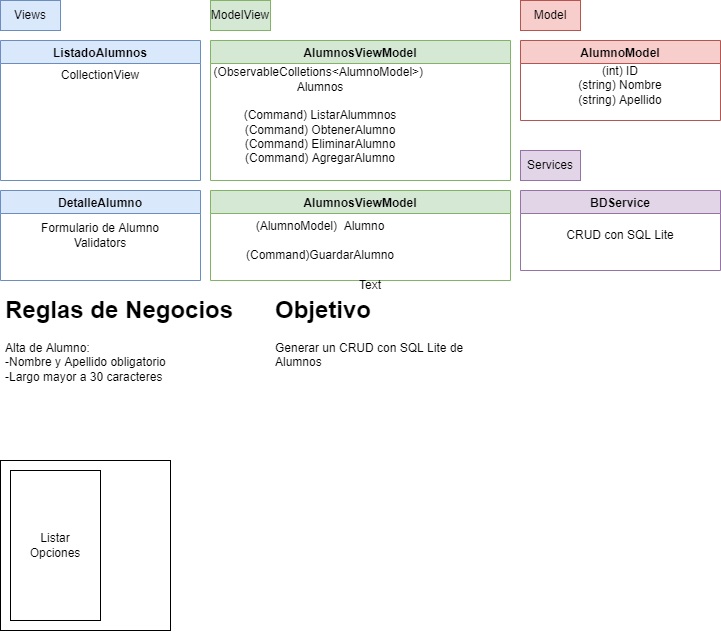 Views
ModelView
Model
ListadoAlumnos
CollectionView
AlumnosViewModel
(ObservableColletions<AlumnoModel>)
Alumnos
(Command) ListarAlummnos
(Command) ObtenerAlumno
(Command) EliminarAlumno
(Command) AgregarAlumno
AlumnoModel
(int) ID
(string) Nombre
(string) Apellido
Services
DetalleAlumno
Formulario de Alumno
Validators
AlumnosViewModel
(AlumnoModel) Alumno
(Command)GuardarAlumno
BDService
CRUD con SQL Lite
Text
Reglas de Negocios
Alta de Alumno:
-Nombre y Apellido obligatorio
-Largo mayor a 30 caracteres
Objetivo
Generar un CRUD con SQL Lite de
Alumnos
Listar
Opciones